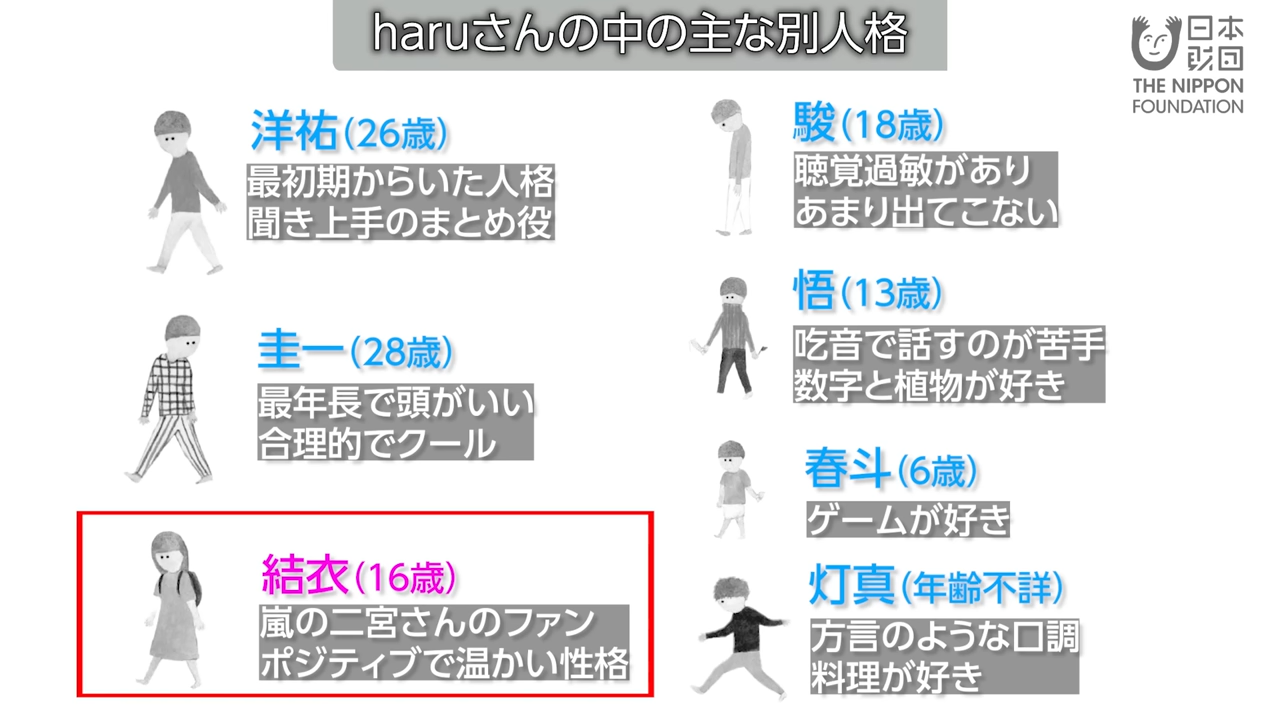 haruさんの中の主な別人格
日本
財団
THE NIPPON
FOUNDATION
洋祐(26歳)
最初期からいた人格
聞き上手のまとめ役
圭一(28歳)
最年長で頭がいい
合理的でクール
結衣(16歳)
嵐の二宮さんのファン
ポジティブで温かい性格
駿(18歳)
聴覚過敏があり
あまり出てこない
悟(13歳)
吃音で話すのが苦手
数字と植物が好き
春斗(6歳)
ゲームが好き
灯真(年齢不詳)
方言のような口調
料理が好き